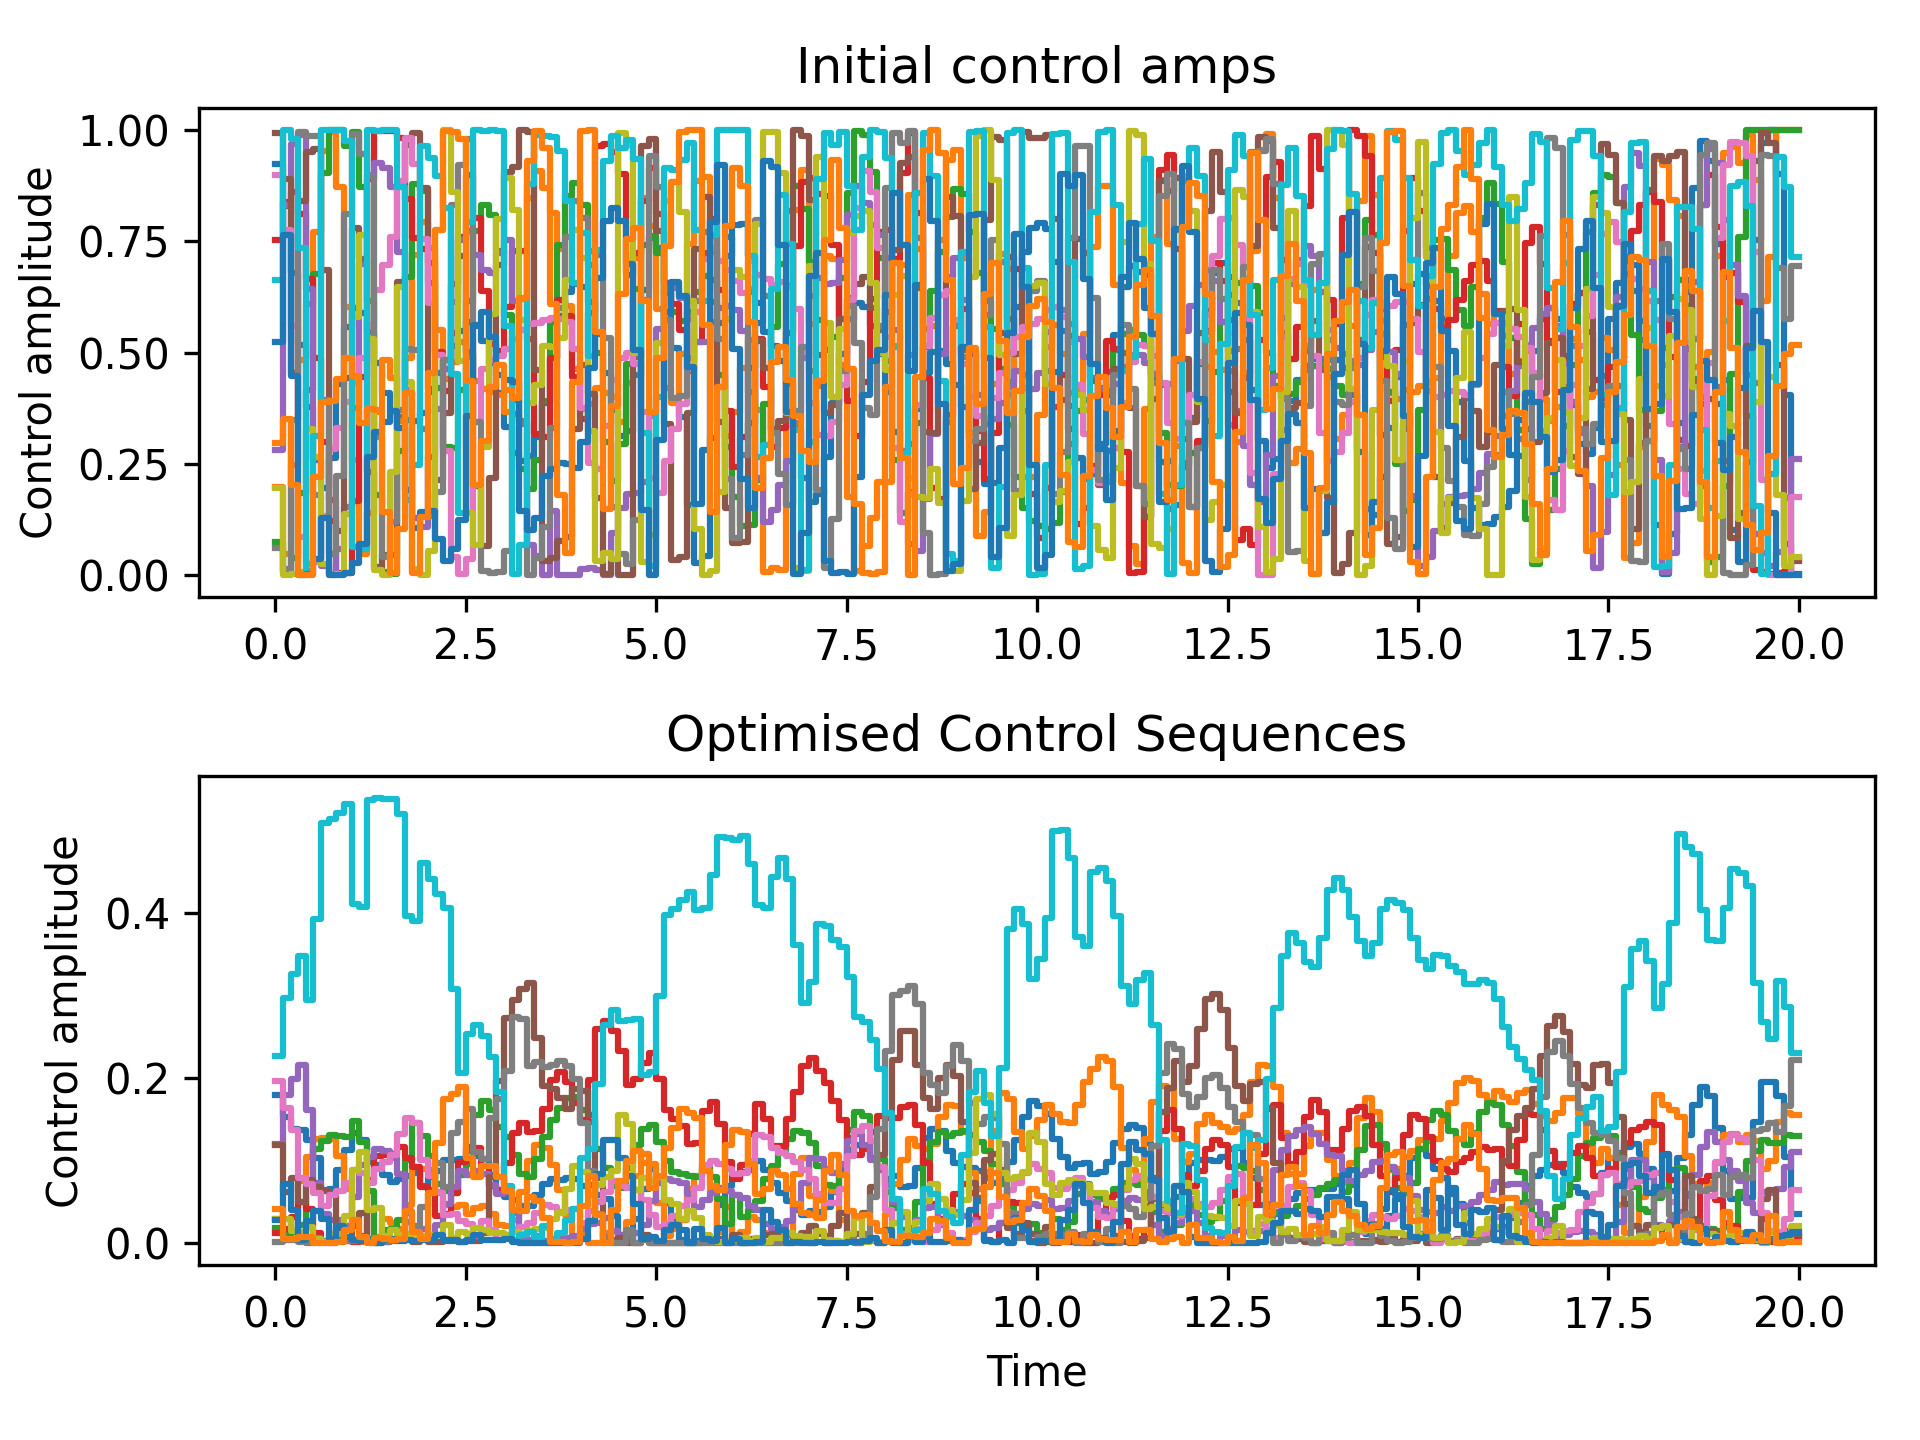 Initial control amps
Control amplitude
1.00
0.75
0.50
0.25
0.00
0.0 2.5 5.0 7.5 10.0 12.5 15.0 17.5 20.0
Optimised Control Sequences
Control amplitude
0.4
0.2
0.0
0.0 2.5 5.0 7.5 10.0 12.5 15.0 17.5 20.0
Time